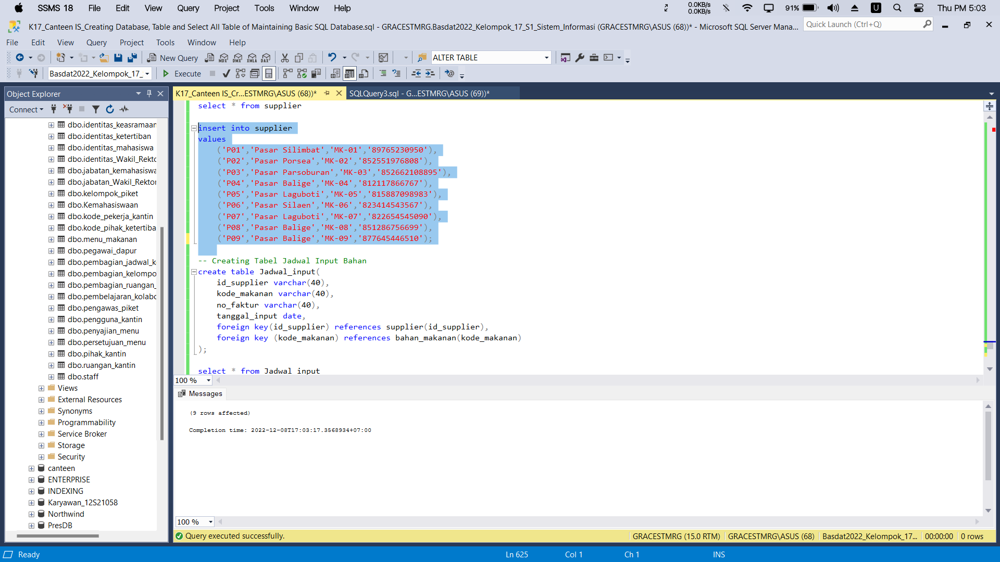 SSMS 18 File Edit View Query Project Tools Window Help 0.0KB/s 0.0KB/s 91% U Thu PM 5:03
K17_Canteen IS_Creating Database, Table and Select All Table of Maintaining Basic SQL Database.sql - GRACESTMRG.Basdat2022_Kelompok_17_S1_Sistem_Informasi (GRACESTMRG\ASUS (68))* - Microsoft SQL Server Mana... Quick Launch (Ctrl+Q)
File Edit View Query Project Tools Window Help
New Query MDX DMX XMLA DAX ALTER TABLE
Basdat2022_Kelompok_17_ Execute
Object Explorer
Connect
dbo.identitas_keasramaan
dbo.identitas_ketertiban
dbo.identitas_mahasiswa
dbo.identitas_Wakil_Rekto
dbo.jabatan_kemahasiswa
dbo.jabatan_Wakil_Rektor
dbo.kelompok_piket
dbo.Kemahasiswaan
dbo.kode_pekerja_kantin
dbo.kode_pihak_ketertiba
dbo.menu_makanan
dbo.pegawai_dapur
dbo.pembagian_jadwal_k
dbo.pembagian_kelompo
dbo.pembagian_ruangan_
dbo.pembelajaran_kolabo
dbo.pengawas_piket
dbo.pengguna_kantin
dbo.penyajian_menu
dbo.persetujuan_menu
dbo.pihak_kantin
dbo.ruangan_kantin
dbo.staff
Views
External Resources
Synonyms
Programmability
Service Broker
Storage
Security
canteen
ENTERPRISE
INDEXING
Karyawan_12S21058
Northwind
PresDB
K17_Canteen IS_Cr...ESTMRG\ASUS (68))* SQLQuery3.sql - G...ESTMRG\ASUS (69))*
select * from supplier
insert into supplier
values
('P01','Pasar Silimbat','MK-01','89765230950'),
('P02','Pasar Porsea','MK-02','852551976808'),
('P03','Pasar Parsoburan','MK-03','852662108895'),
('P04','Pasar Balige','MK-04','812117866767'),
('P05','Pasar Laguboti','MK-05','815887098983'),
('P06','Pasar Silaen','MK-06','823414543567'),
('P07','Pasar Laguboti','MK-07','822654545090'),
('P08','Pasar Balige','MK-08','851286756699'),
('P09','Pasar Balige','MK-09','877645446510');
-- Creating Tabel Jadwal Input Bahan
create table Jadwal_input(
id_supplier varchar(40),
kode_makanan varchar(40),
no_faktur varchar(40),
tanggal_input date,
foreign key(id_supplier) references supplier(id_supplier),
foreign key (kode_makanan) references bahan_makanan(kode_makanan)
);
select * from Jadwal_input
100 %
Messages
(9 rows affected)
Completion time: 2022-12-08T17:03:17.3568934+07:00
100 %
Query executed successfully. GRACESTMRG (15.0 RTM) GRACESTMRG\ASUS (68) Basdat2022_Kelompok_17... 00:00:00 0 rows
Ready Ln 625 Col 1 Ch 1 INS